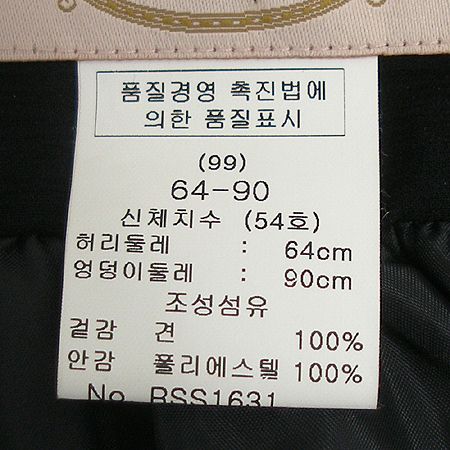 품질경영 촉진법에
의한 품질표시
(99)
64-90
신체치수 (54호)
허리둘레 : 64cm
엉덩이둘레 : 90cm
조성섬유
겉감 견 100%
안감 폴리에스텔 100%
No. RSS1631